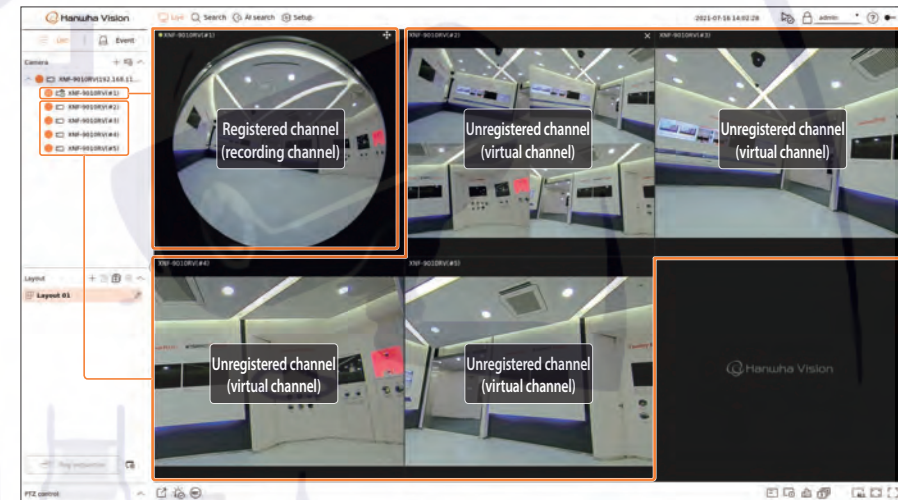 Hanwha Vision
Live
Search
AI search
Setup
2021-07-16 14:02:28
admin
List
Event
Camera
XNF-9010RV(192.168.11...
XNF-9010RV(#1)
XNF-9010RV(#2)
XNF-9010RV(#3)
XNF-9010RV(#4)
XNF-9010RV(#5)
XNF-9010RV(#1)
Registered channel
(recording channel)
XNF-9010RV(#2)
Unregistered channel
(virtual channel)
XNF-9010RV(#3)
Unregistered channel
(virtual channel)
Layout
Layout 01
XNF-9010RV(#4)
Unregistered channel
(virtual channel)
XNF-9010RV(#5)
Unregistered channel
(virtual channel)
Hanwha Vision
PTZ control